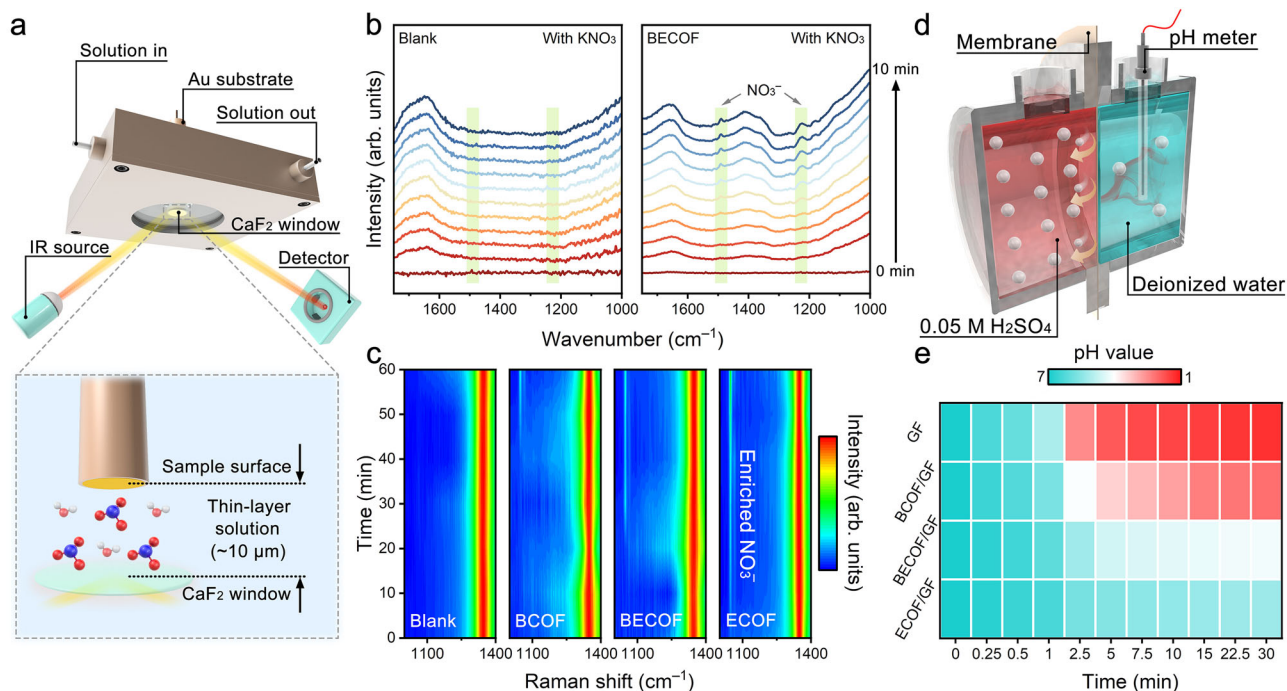 a
Solution in
Au substrate
Solution out
CaF₂ window
IR source
Detector
Sample surface
Thin-layer
solution
(~10 μm)
CaF₂ window
b
Blank
With KNO₃
BECOF
With KNO₃
NO₃⁻
10 min
0 min
Intensity (arb. units)
1600 1400 1200 1000
1600 1400 1200 1000
Wavenumber (cm⁻¹)
c
Time (min)
60
50
40
30
20
10
0
Blank
BCOF
BECOF
ECOF
Enriched NO₃⁻
Intensity (arb. units)
1100 1400
1100 1400
1100 1400
1100 1400
Raman shift (cm⁻¹)
d
Membrane
pH meter
Deionized water
0.05 M H₂SO₄
e
pH value
7
1
GF
BCOF/GF
BECOF/GF
ECOF/GF
0 0.25 0.5 1 2.5 5 7.5 10 15 22.5 30
Time (min)